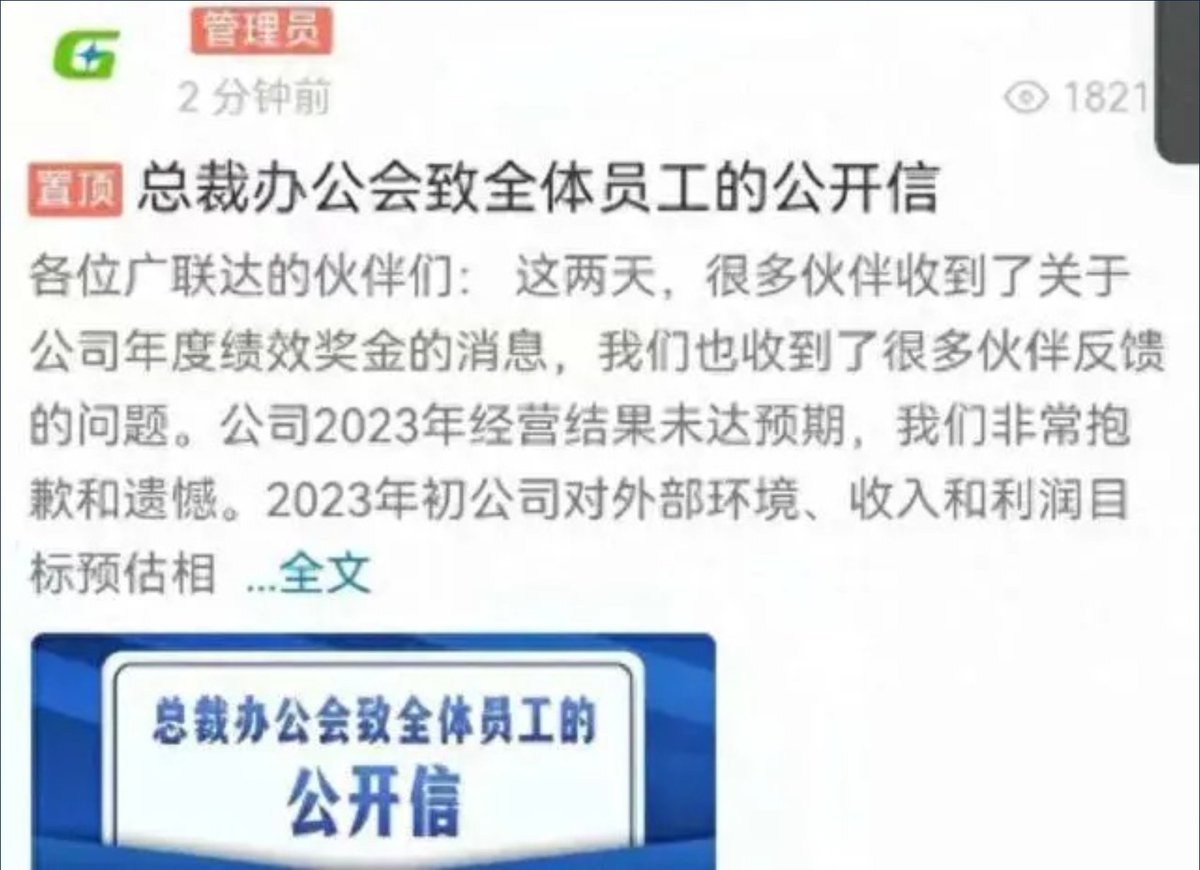 管理员
2 分钟前
1821
置顶 总裁办公会致全体员工的公开信
各位广联达的伙伴们： 这两天，很多伙伴收到了关于
公司年度绩效奖金的消息，我们也收到了很多伙伴反馈
的问题。公司2023年经营结果未达预期，我们非常抱
歉和遗憾。2023年初公司对外部环境、收入和利润目
标预估相 ...全文
总裁办公会致全体员工的
公开信